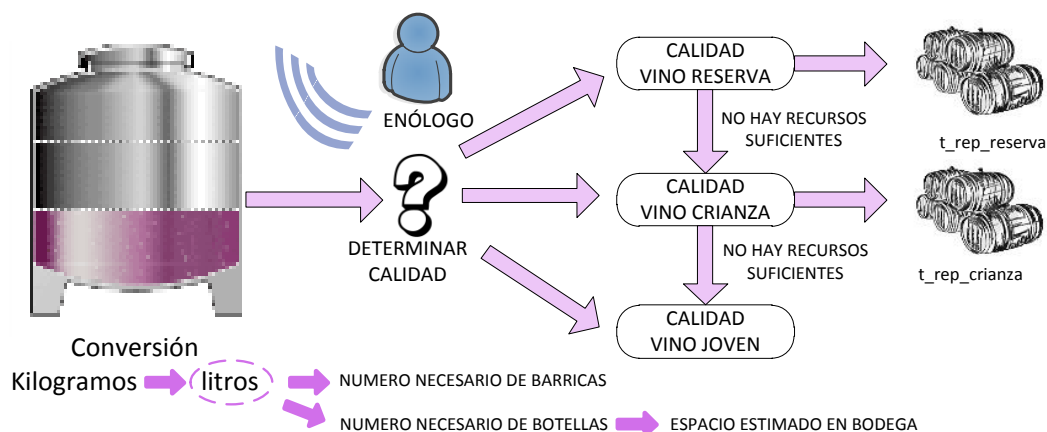 ENÓLOGO
DETERMINAR
CALIDAD
CALIDAD
VINO RESERVA
NO HAY RECURSOS
SUFICIENTES
t_rep_reserva
CALIDAD
VINO CRIANZA
NO HAY RECURSOS
SUFICIENTES
t_rep_crianza
CALIDAD
VINO JOVEN
Conversión
Kilogramos
litros
NUMERO NECESARIO DE BARRICAS
NUMERO NECESARIO DE BOTELLAS
ESPACIO ESTIMADO EN BODEGA